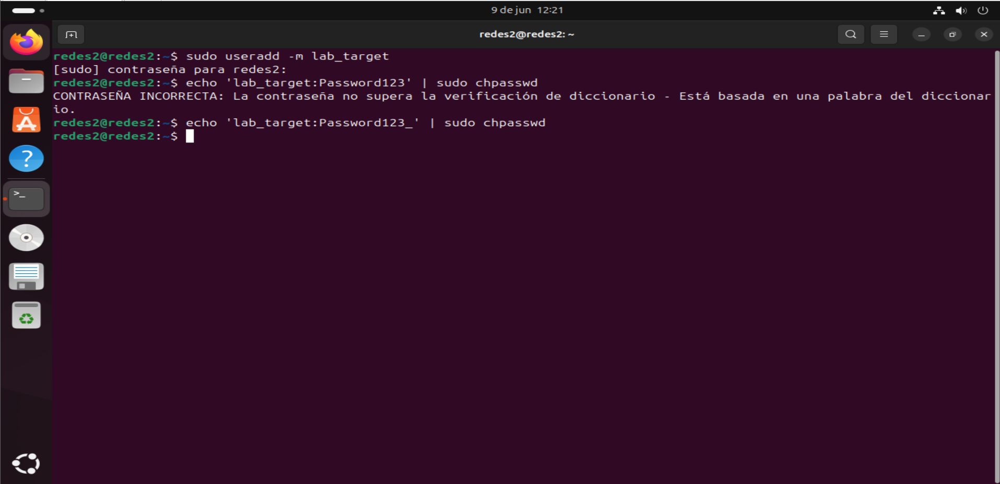 9 de jun 12:21
redes2@redes2: ~
redes2@redes2:~$ sudo useradd -m lab_target
[sudo] contraseña para redes2:
redes2@redes2:~$ echo 'lab_target:Password123' | sudo chpasswd
CONTRASEÑA INCORRECTA: La contraseña no supera la verificación de diccionario - Está basada en una palabra del diccionar
io.
redes2@redes2:~$ echo 'lab_target:Password123_' | sudo chpasswd
redes2@redes2:~$